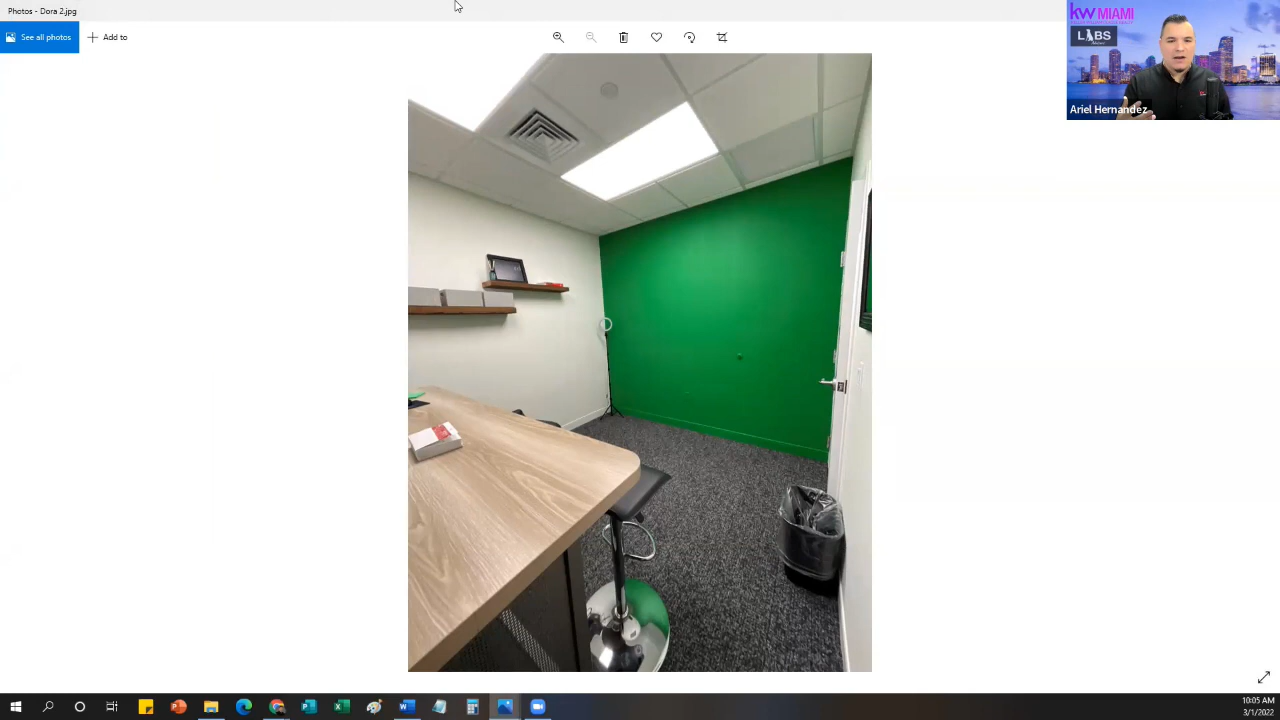 Photos - Dora 2.jpg
See all photos
Add to
kw MIAMI
LABS
Ariel Hernandez
10:05 AM
3/1/2022